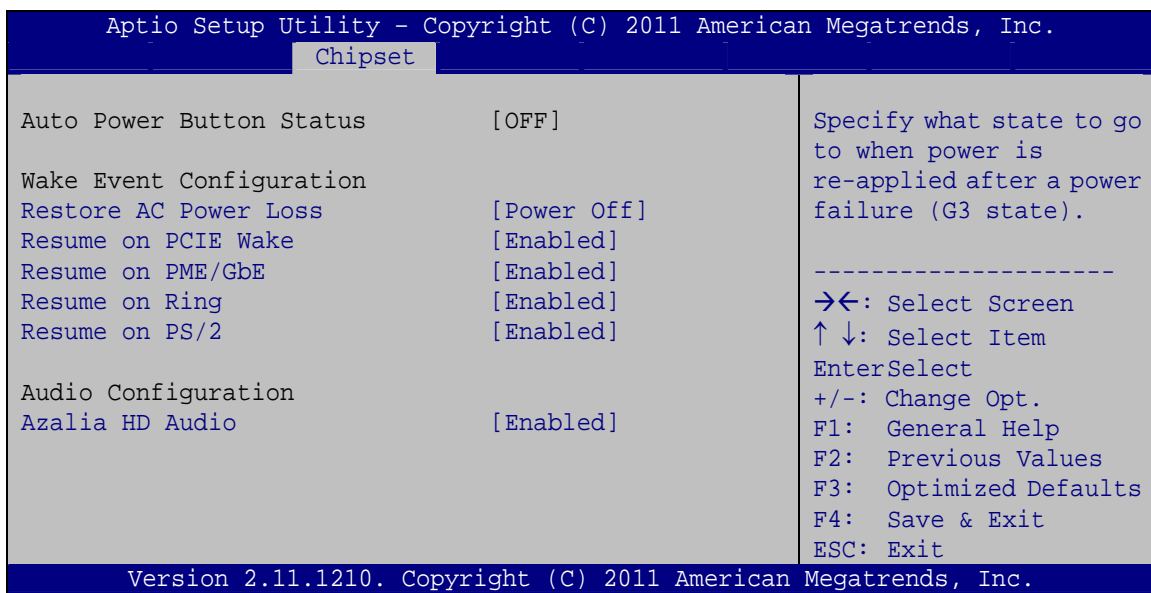 Aptio Setup Utility – Copyright (C) 2011 American Megatrends, Inc.
Chipset
Auto Power Button Status [OFF]
Wake Event Configuration
Restore AC Power Loss [Power Off]
Resume on PCIE Wake [Enabled]
Resume on PME/GbE [Enabled]
Resume on Ring [Enabled]
Resume on PS/2 [Enabled]
Audio Configuration
Azalia HD Audio [Enabled]
Specify what state to go
to when power is
re-applied after a power
failure (G3 state).
---------------------
→←: Select Screen
↑ ↓: Select Item
EnterSelect
+/-: Change Opt.
F1: General Help
F2: Previous Values
F3: Optimized Defaults
F4: Save & Exit
ESC: Exit
Version 2.11.1210. Copyright (C) 2011 American Megatrends, Inc.